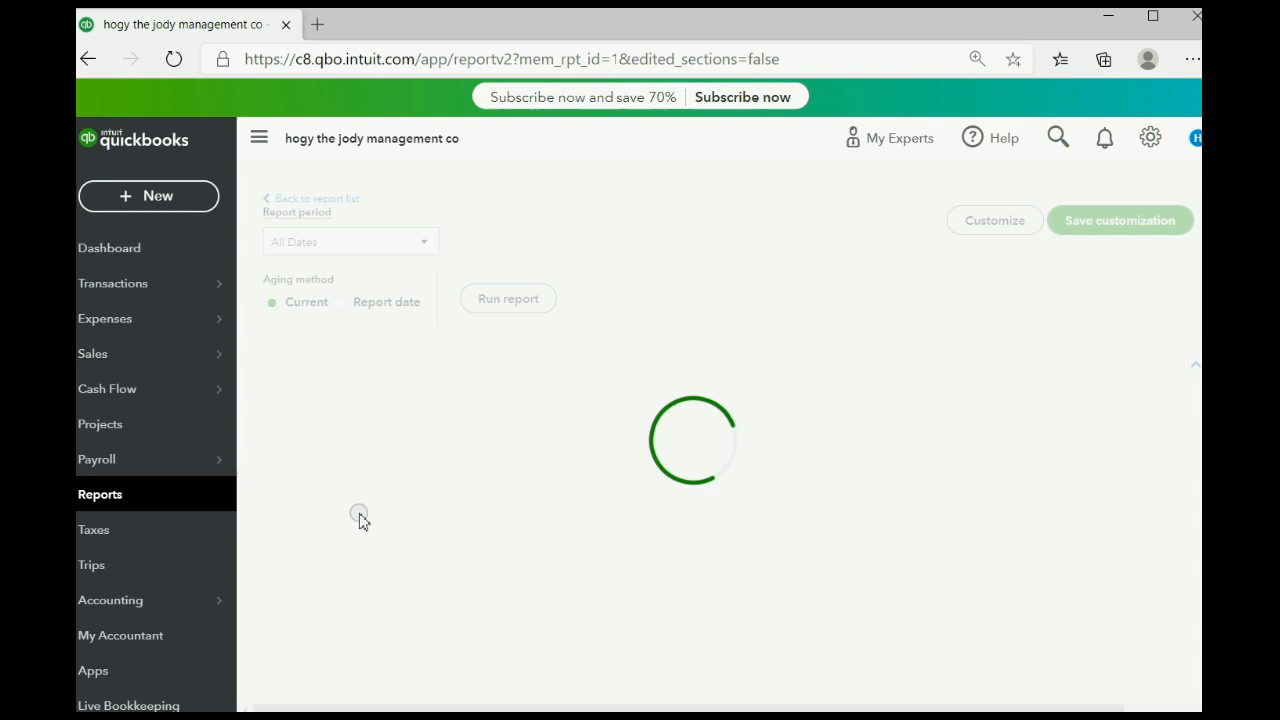 hogy the jody management co -
https://c8.qbo.intuit.com/app/reportv2?mem_rpt_id=1&edited_sections=false
Subscribe now and save 70% Subscribe now
qb intuit quickbooks
hogy the jody management co
My Experts
Help
H
+ New
Dashboard
Transactions
Expenses
Sales
Cash Flow
Projects
Payroll
Reports
Taxes
Trips
Accounting
My Accountant
Apps
Live Bookkeeping
Back to report list
Report period
All Dates
Customize
Save customization
Aging method
Current Report date
Run report